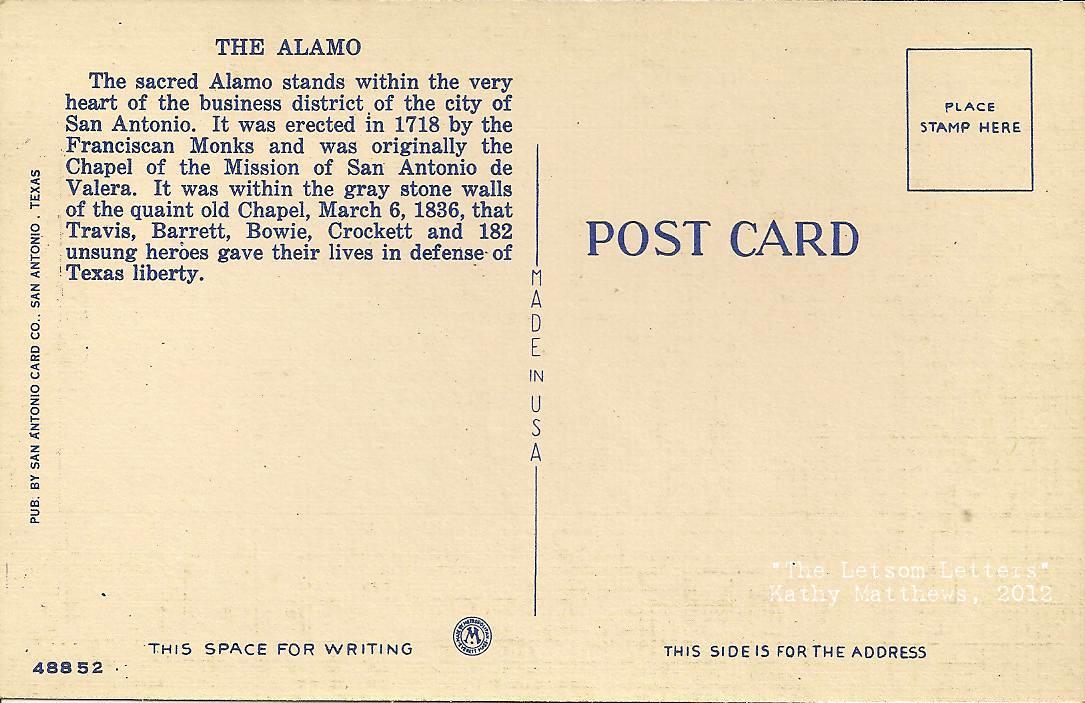 THE ALAMO
The sacred Alamo stands within the very
heart of the business district of the city of
San Antonio. It was erected in 1718 by the
Franciscan Monks and was originally the
Chapel of the Mission of San Antonio de
Valera. It was within the gray stone walls
of the quaint old Chapel, March 6, 1836, that
Travis, Barrett, Bowie, Crockett and 182
unsung heroes gave their lives in defense of
Texas liberty.
PUB. BY SAN ANTONIO CARD CO., SAN ANTONIO, TEXAS
MADE IN USA
PLACE
STAMP HERE
POST CARD
"The Letsom Letters"
Kathy Matthews, 2012
THIS SPACE FOR WRITING
M
THIS SIDE IS FOR THE ADDRESS
48852